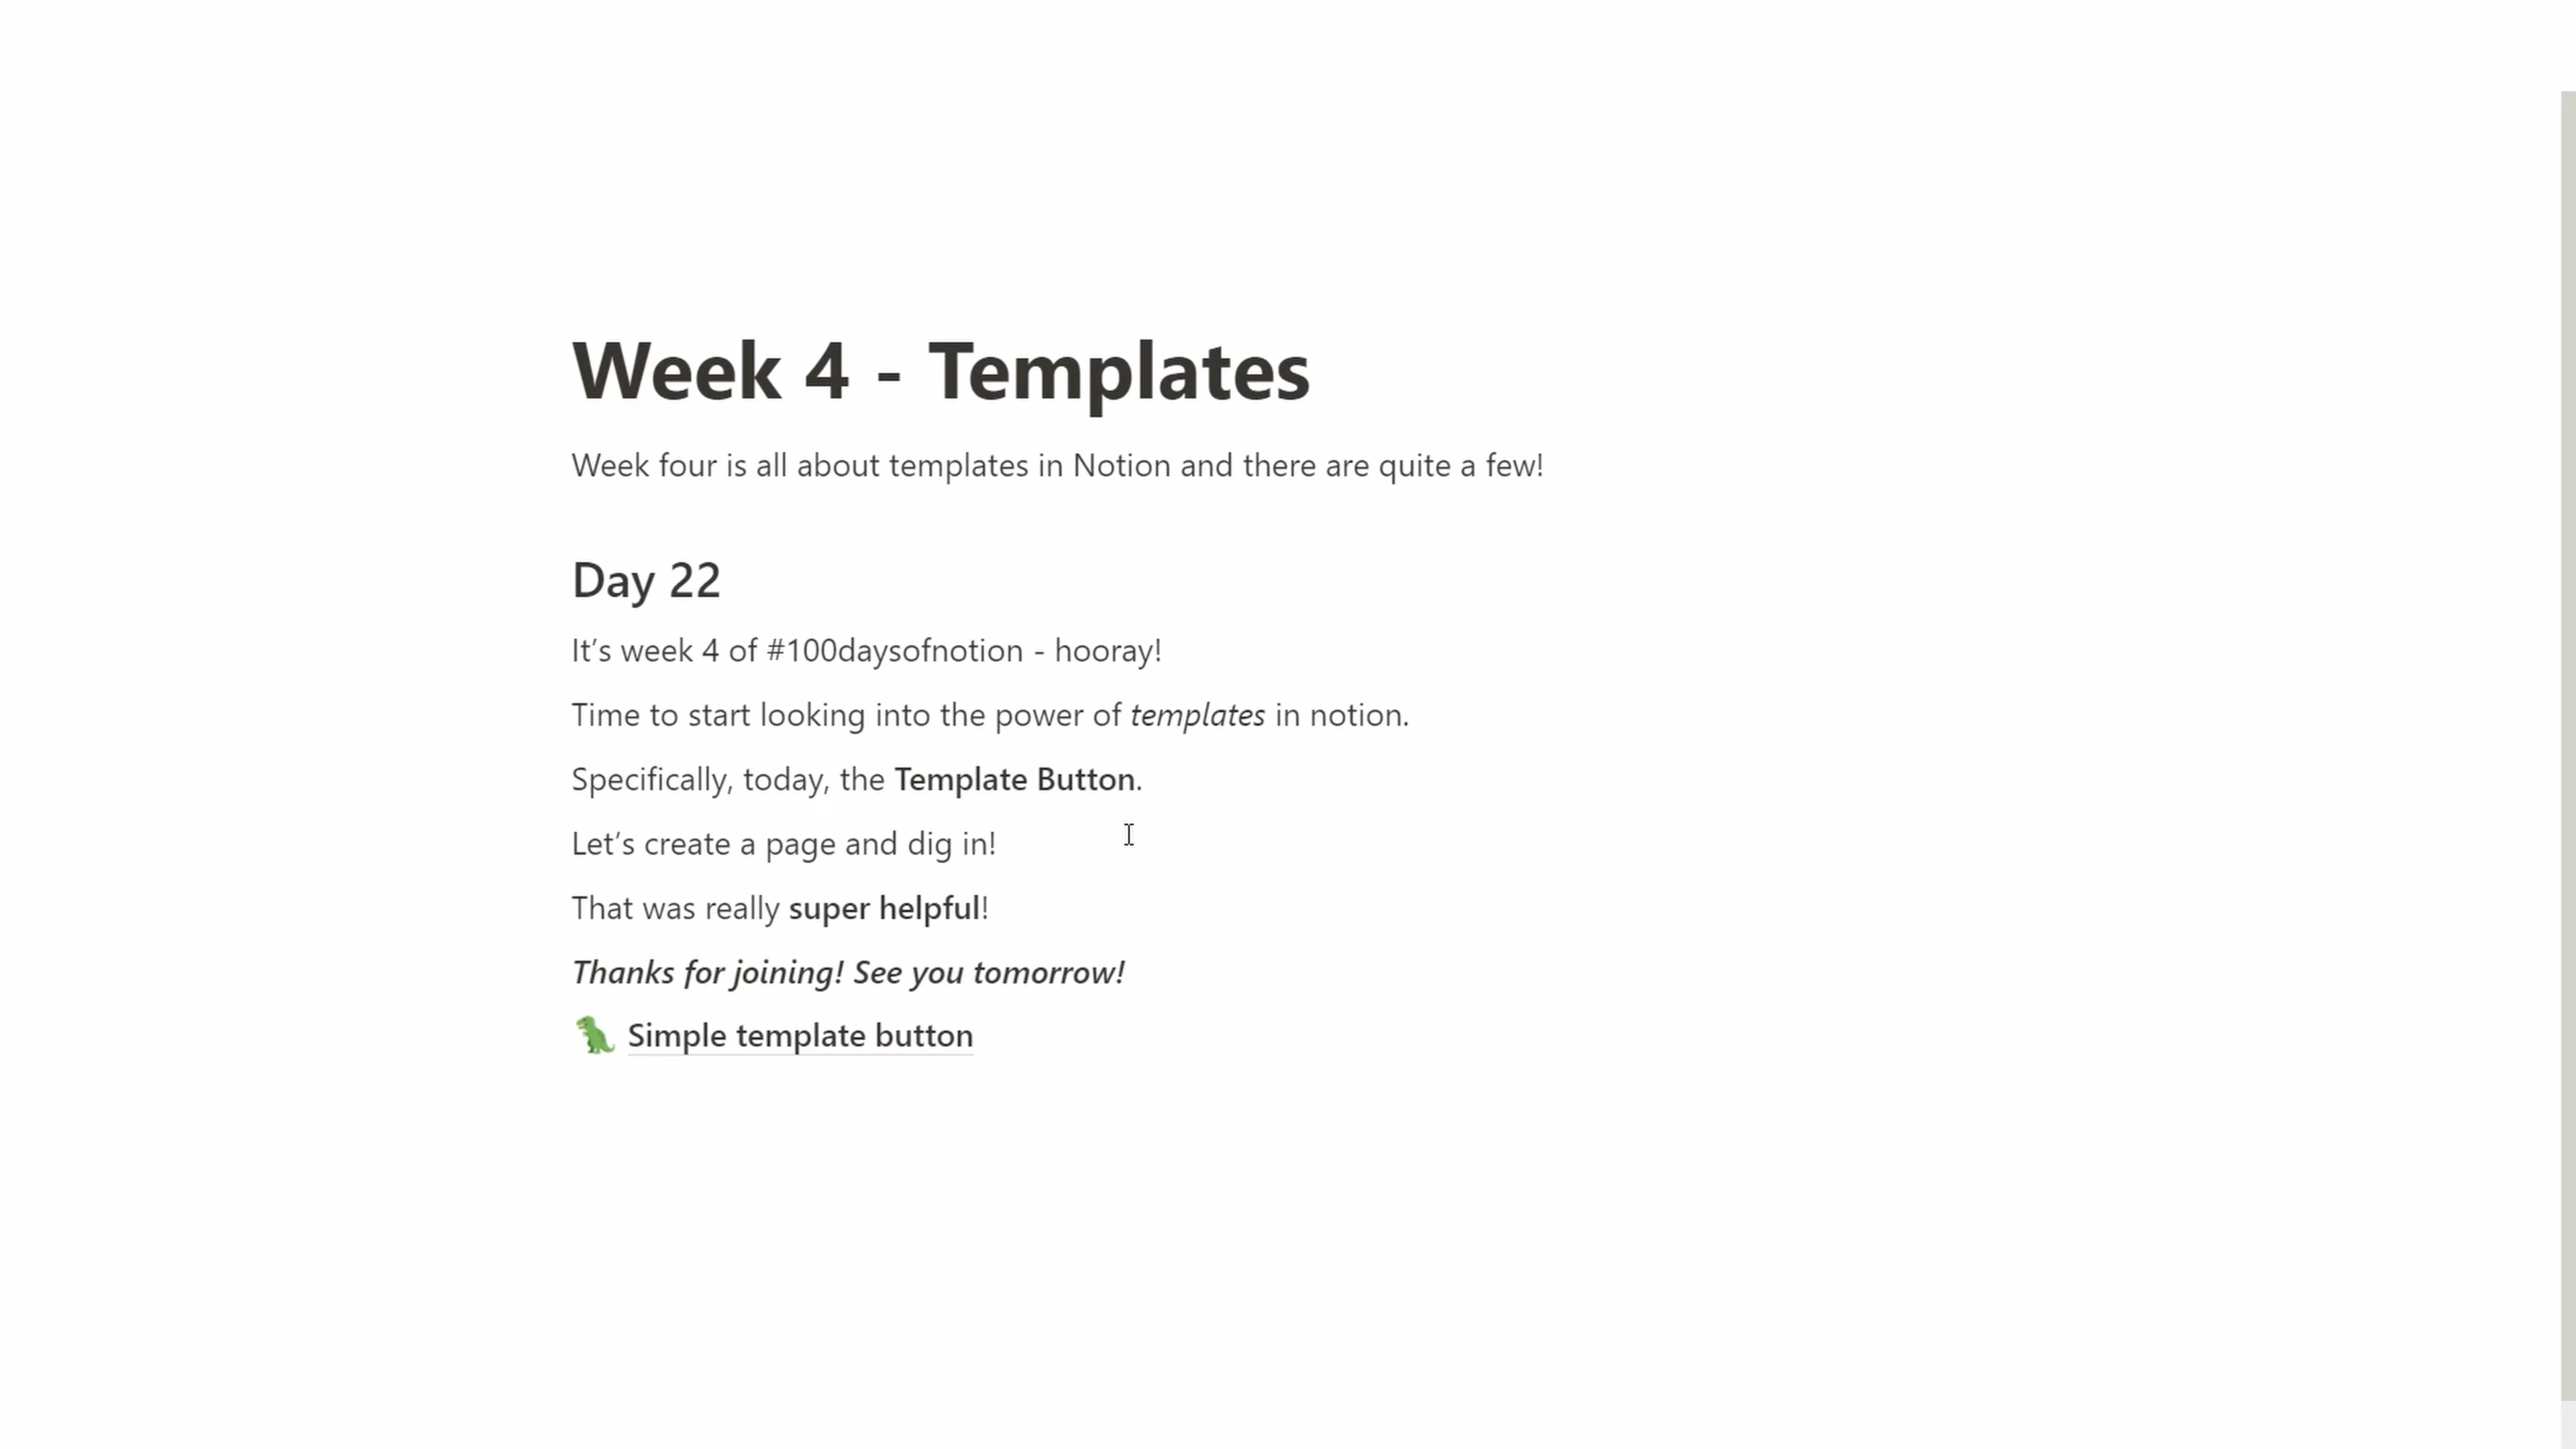 Week 4 - Templates
Week four is all about templates in Notion and there are quite a few!
Day 22
It’s week 4 of #100daysofnotion - hooray!
Time to start looking into the power of templates in notion.
Specifically, today, the Template Button.
Let’s create a page and dig in!
That was really super helpful!
Thanks for joining! See you tomorrow!
🦖 Simple template button